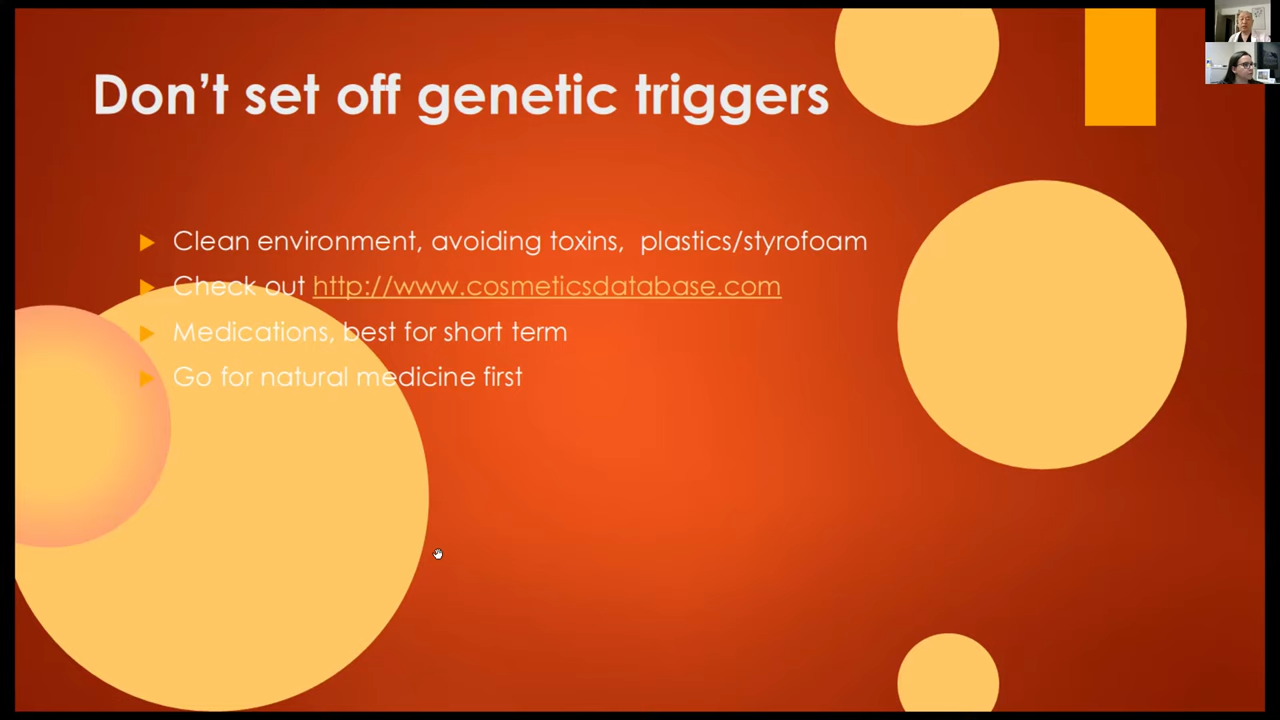 Don't set off genetic triggers
Clean environment, avoiding toxins,  plastics/styrofoam
Check out http://www.cosmeticsdatabase.com
Medications, best for short term
Go for natural medicine first